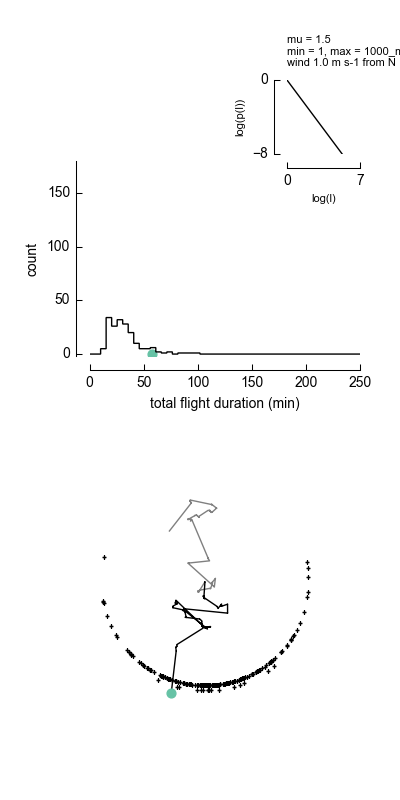 mu = 1.5
min = 1, max = 1000_m
wind 1.0 m s-1 from N
0
log(p(l))
−8
0 7
log(l)
150
100
count
50
0
0 50 100 150 200 250
total flight duration (min)